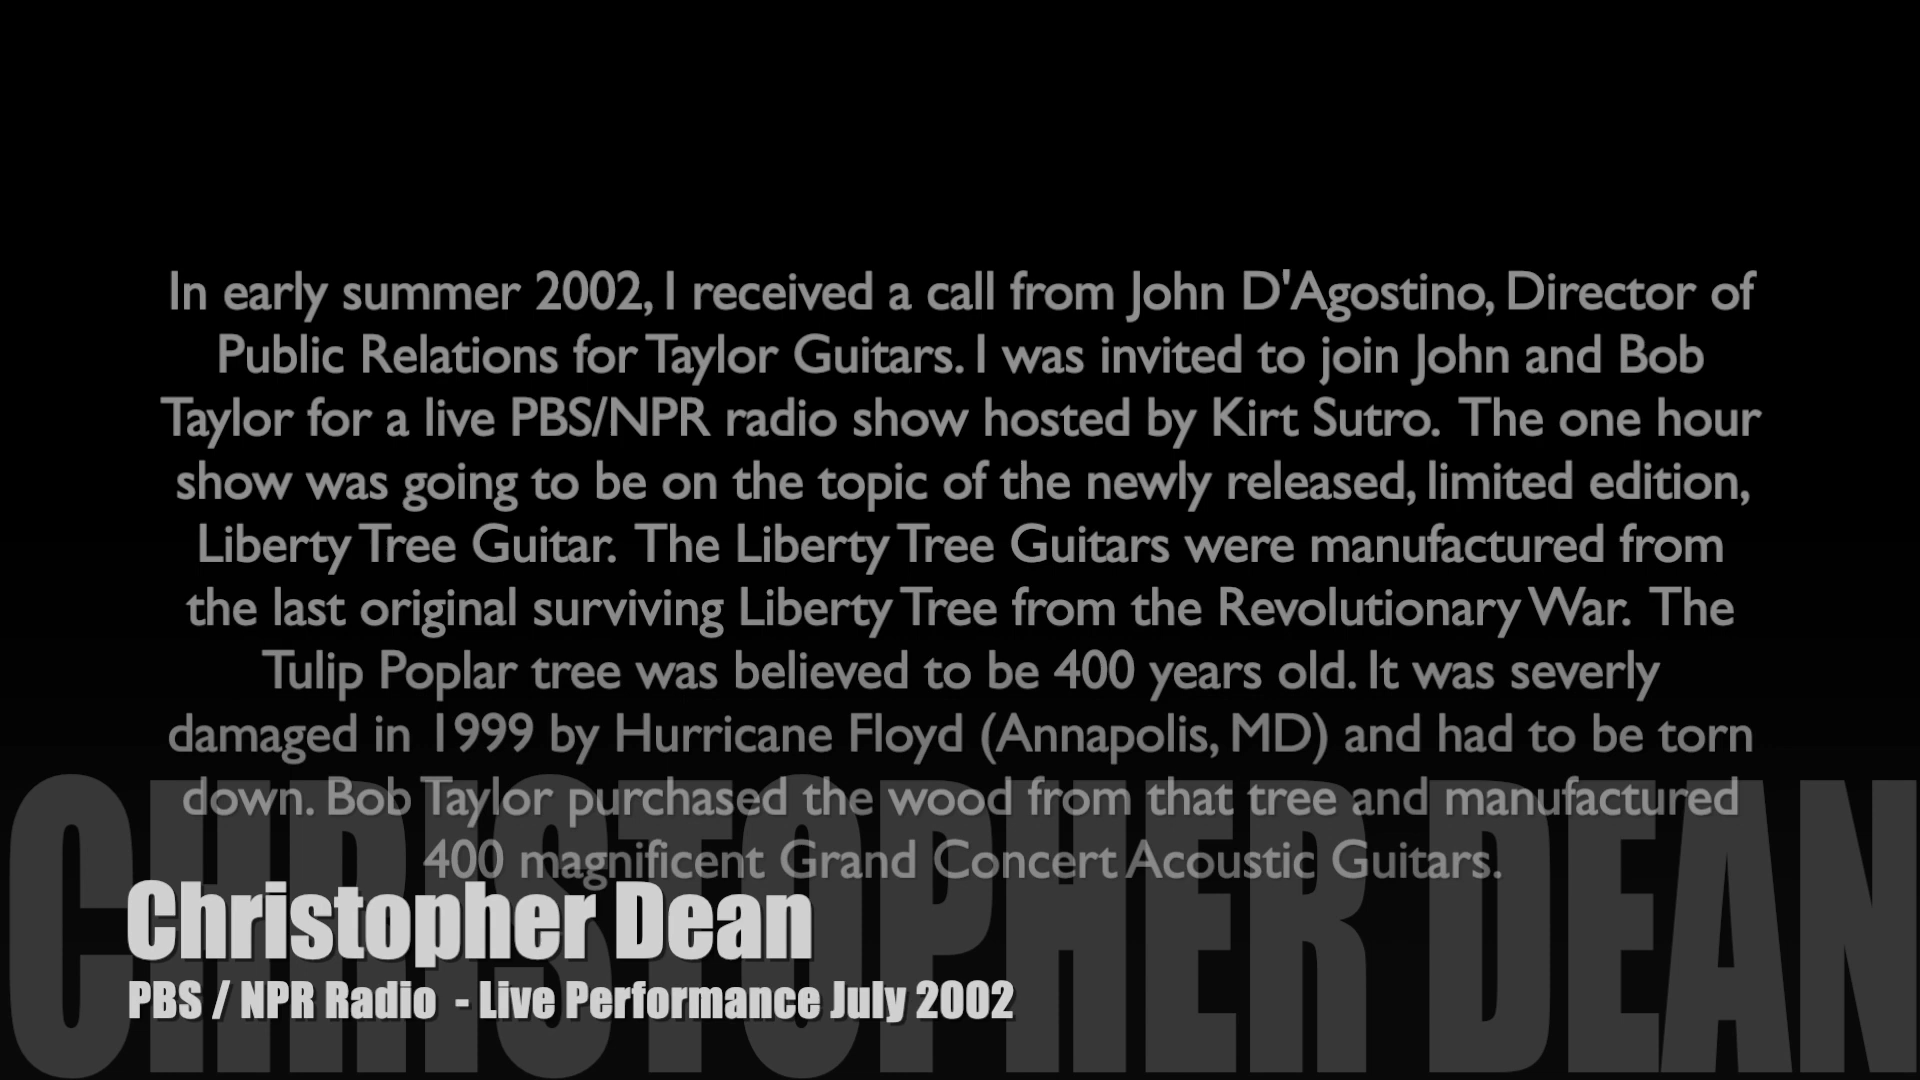 In early summer 2002, I received a call from John D'Agostino, Director of
Public Relations for Taylor Guitars. I was invited to join John and Bob
Taylor for a live PBS/NPR radio show hosted by Kirt Sutro. The one hour
show was going to be on the topic of the newly released, limited edition,
Liberty Tree Guitar. The Liberty Tree Guitars were manufactured from
the last original surviving Liberty Tree from the Revolutionary War. The
Tulip Poplar tree was believed to be 400 years old. It was severly
damaged in 1999 by Hurricane Floyd (Annapolis, MD) and had to be torn
down. Bob Taylor purchased the wood from that tree and manufactured
400 magnificent Grand Concert Acoustic Guitars.
CHRISTOPHER DEAN
Christopher Dean
PBS / NPR Radio - Live Performance July 2002